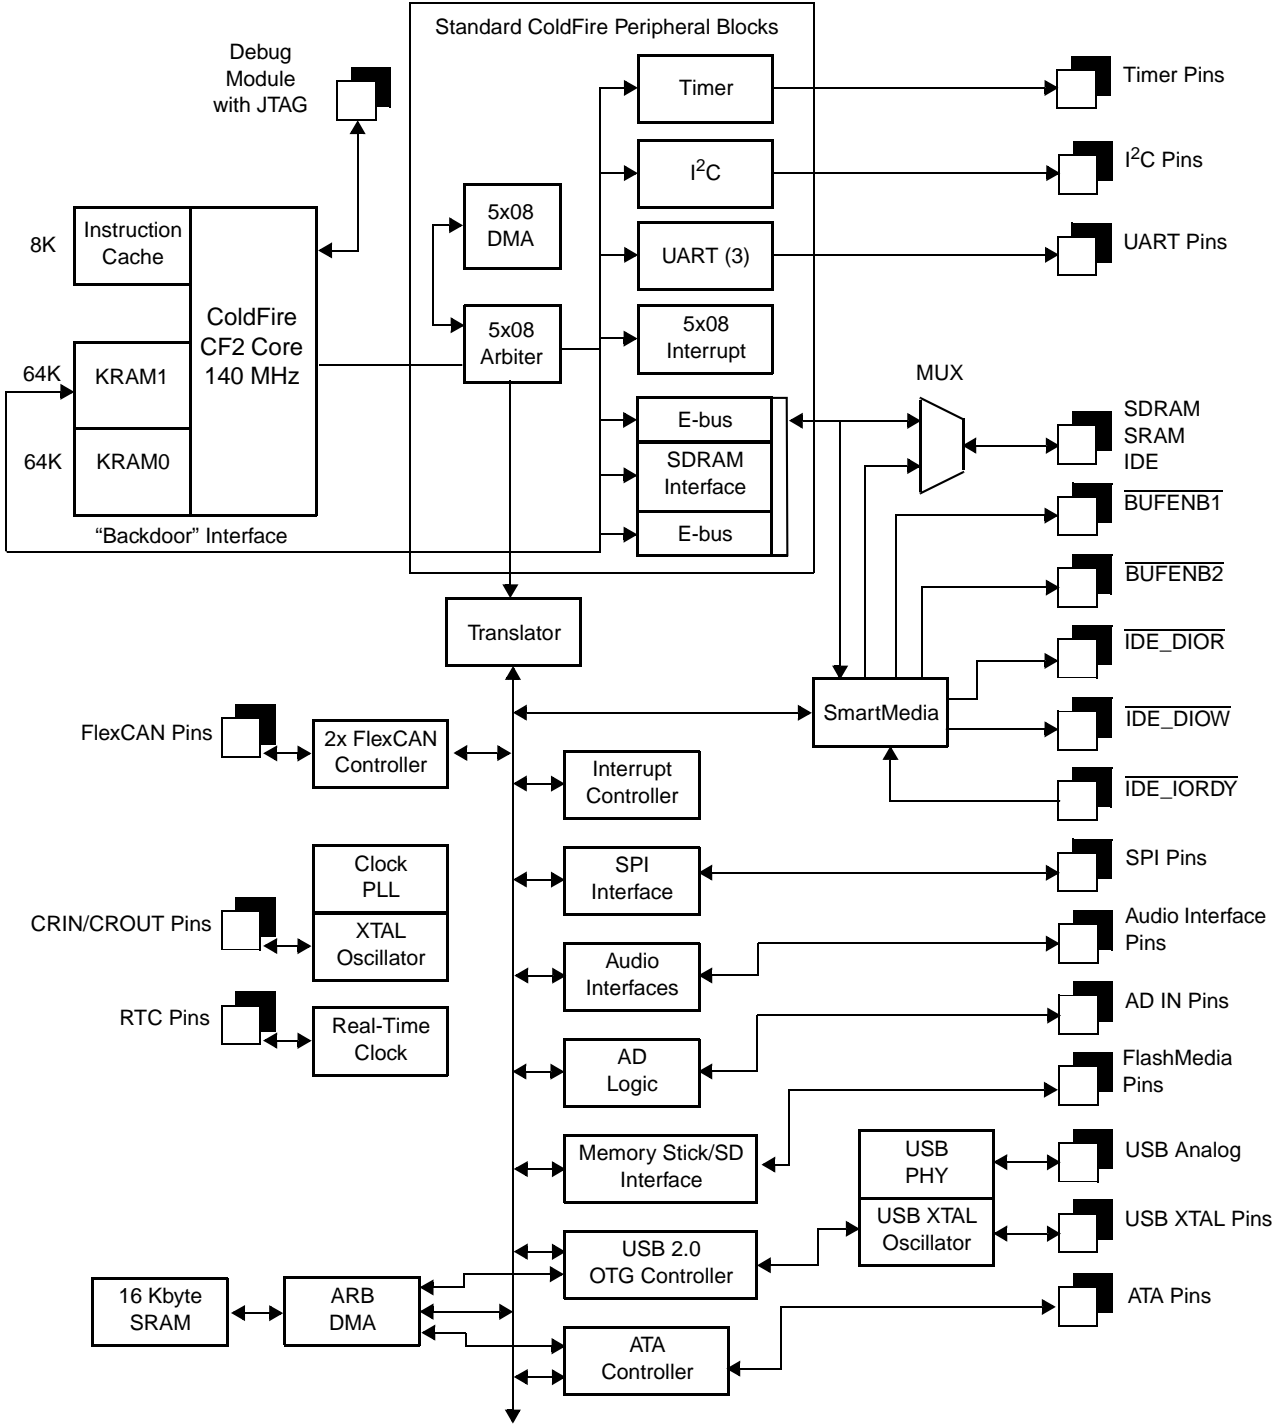 Standard ColdFire Peripheral Blocks
Debug
Module
with JTAG
Timer
Timer Pins
I²C
I²C Pins
5x08
DMA
UART (3)
UART Pins
8K
Instruction
Cache
ColdFire
CF2 Core
140 MHz
5x08
Arbiter
5x08
Interrupt
64K
KRAM1
64K
KRAM0
"Backdoor" Interface
E-bus
SDRAM
Interface
E-bus
MUX
SDRAM
SRAM
IDE
BUFENB1
BUFENB2
Translator
IDE_DIOR
SmartMedia
IDE_DIOW
IDE_IORDY
FlexCAN Pins
2x FlexCAN
Controller
Interrupt
Controller
Clock
PLL
SPI
Interface
SPI Pins
CRIN/CROUT Pins
XTAL
Oscillator
Audio
Interfaces
Audio Interface
Pins
RTC Pins
Real-Time
Clock
AD
Logic
AD IN Pins
FlashMedia
Pins
Memory Stick/SD
Interface
USB
PHY
USB Analog
USB XTAL
Oscillator
USB XTAL Pins
USB 2.0
OTG Controller
16 Kbyte
SRAM
ARB
DMA
ATA
Controller
ATA Pins